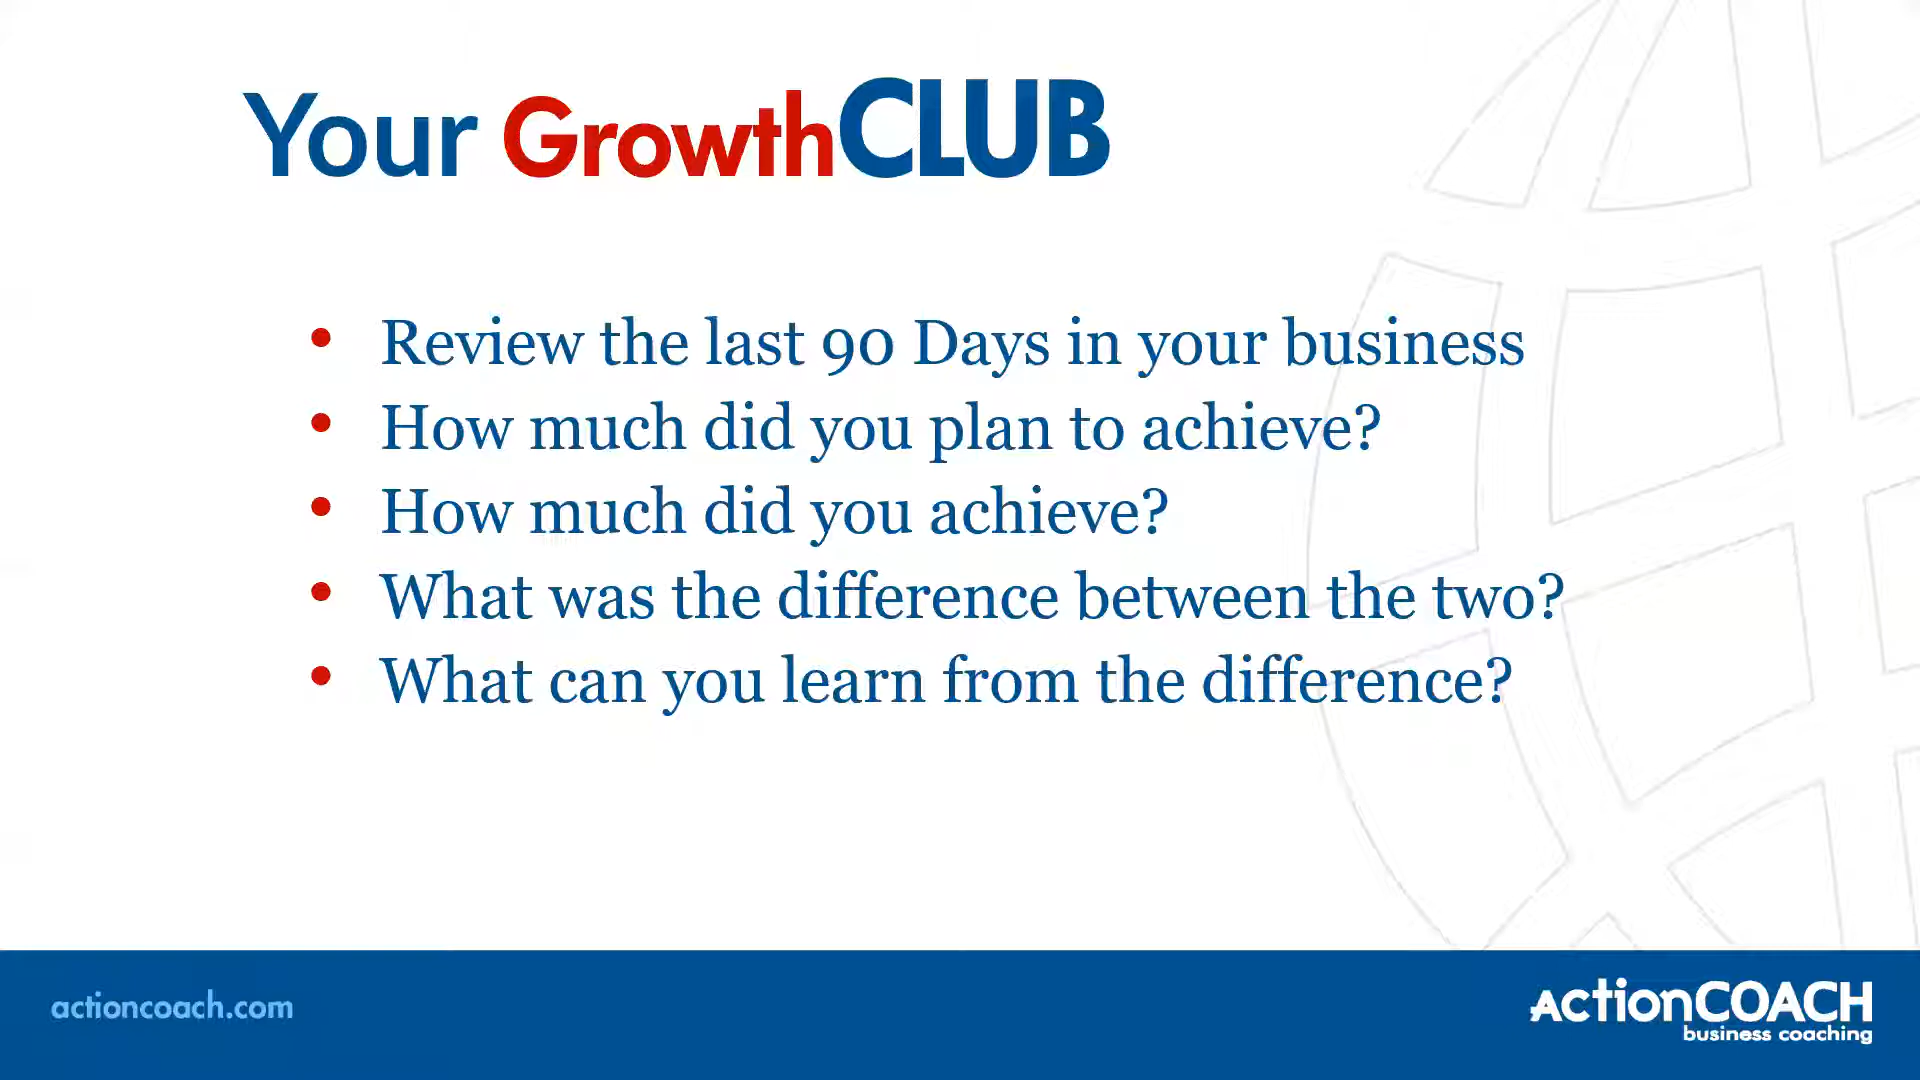 Your GrowthCLUB
• Review the last 90 Days in your business
• How much did you plan to achieve?
• How much did you achieve?
• What was the difference between the two?
• What can you learn from the difference?
actioncoach.com
ActionCOACH
business coaching